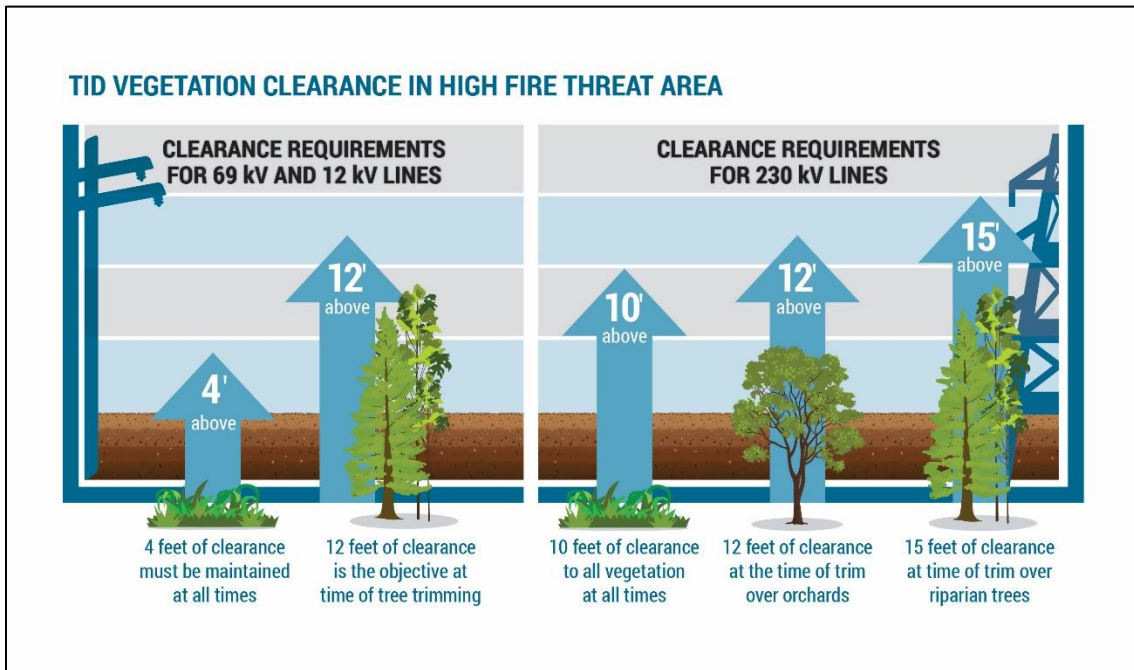 TID VEGETATION CLEARANCE IN HIGH FIRE THREAT AREA
CLEARANCE REQUIREMENTS
FOR 69 kV AND 12 kV LINES
4'
above
12'
above
4 feet of clearance
must be maintained
at all times
12 feet of clearance
is the objective at
time of tree trimming
CLEARANCE REQUIREMENTS
FOR 230 kV LINES
10'
above
12'
above
15'
above
10 feet of clearance
to all vegetation
at all times
12 feet of clearance
at the time of trim
over orchards
15 feet of clearance
at time of trim over
riparian trees